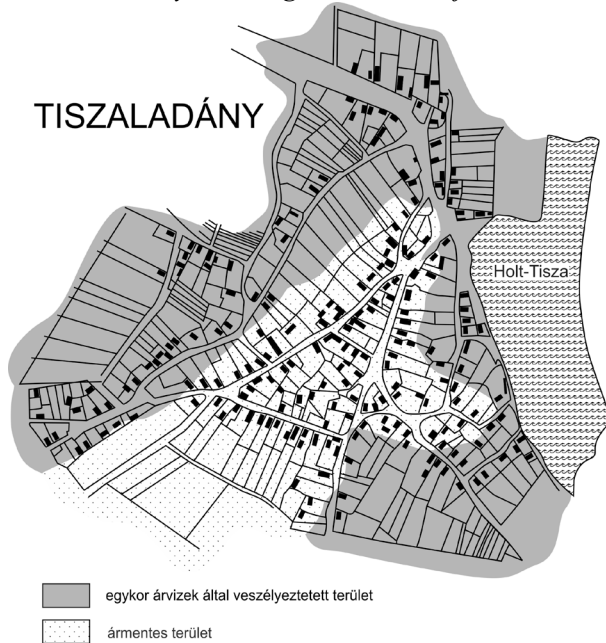 TISZALADÁNY
Holt-Tisza
egykor árvizek által veszélyeztetett terület
ármentes terület